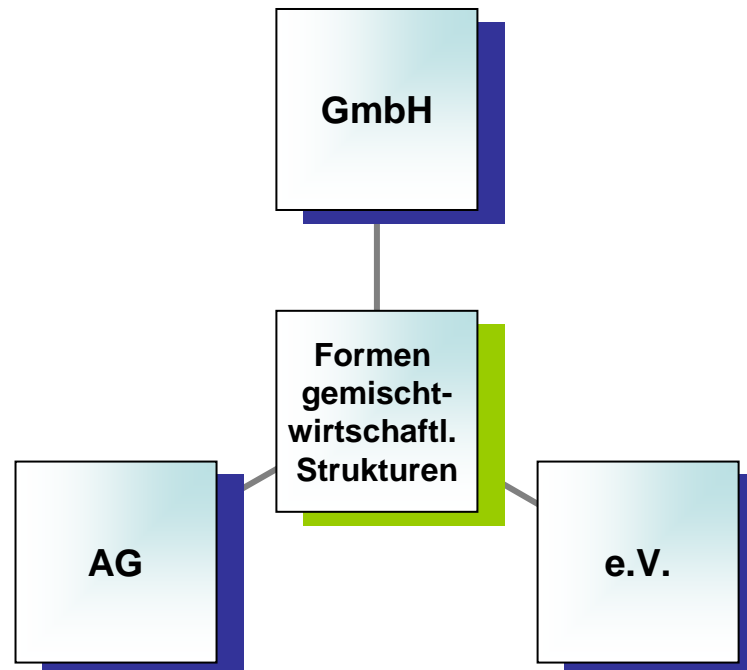 GmbH
Formen
gemischt-
wirtschaftl.
Strukturen
AG
e.V.